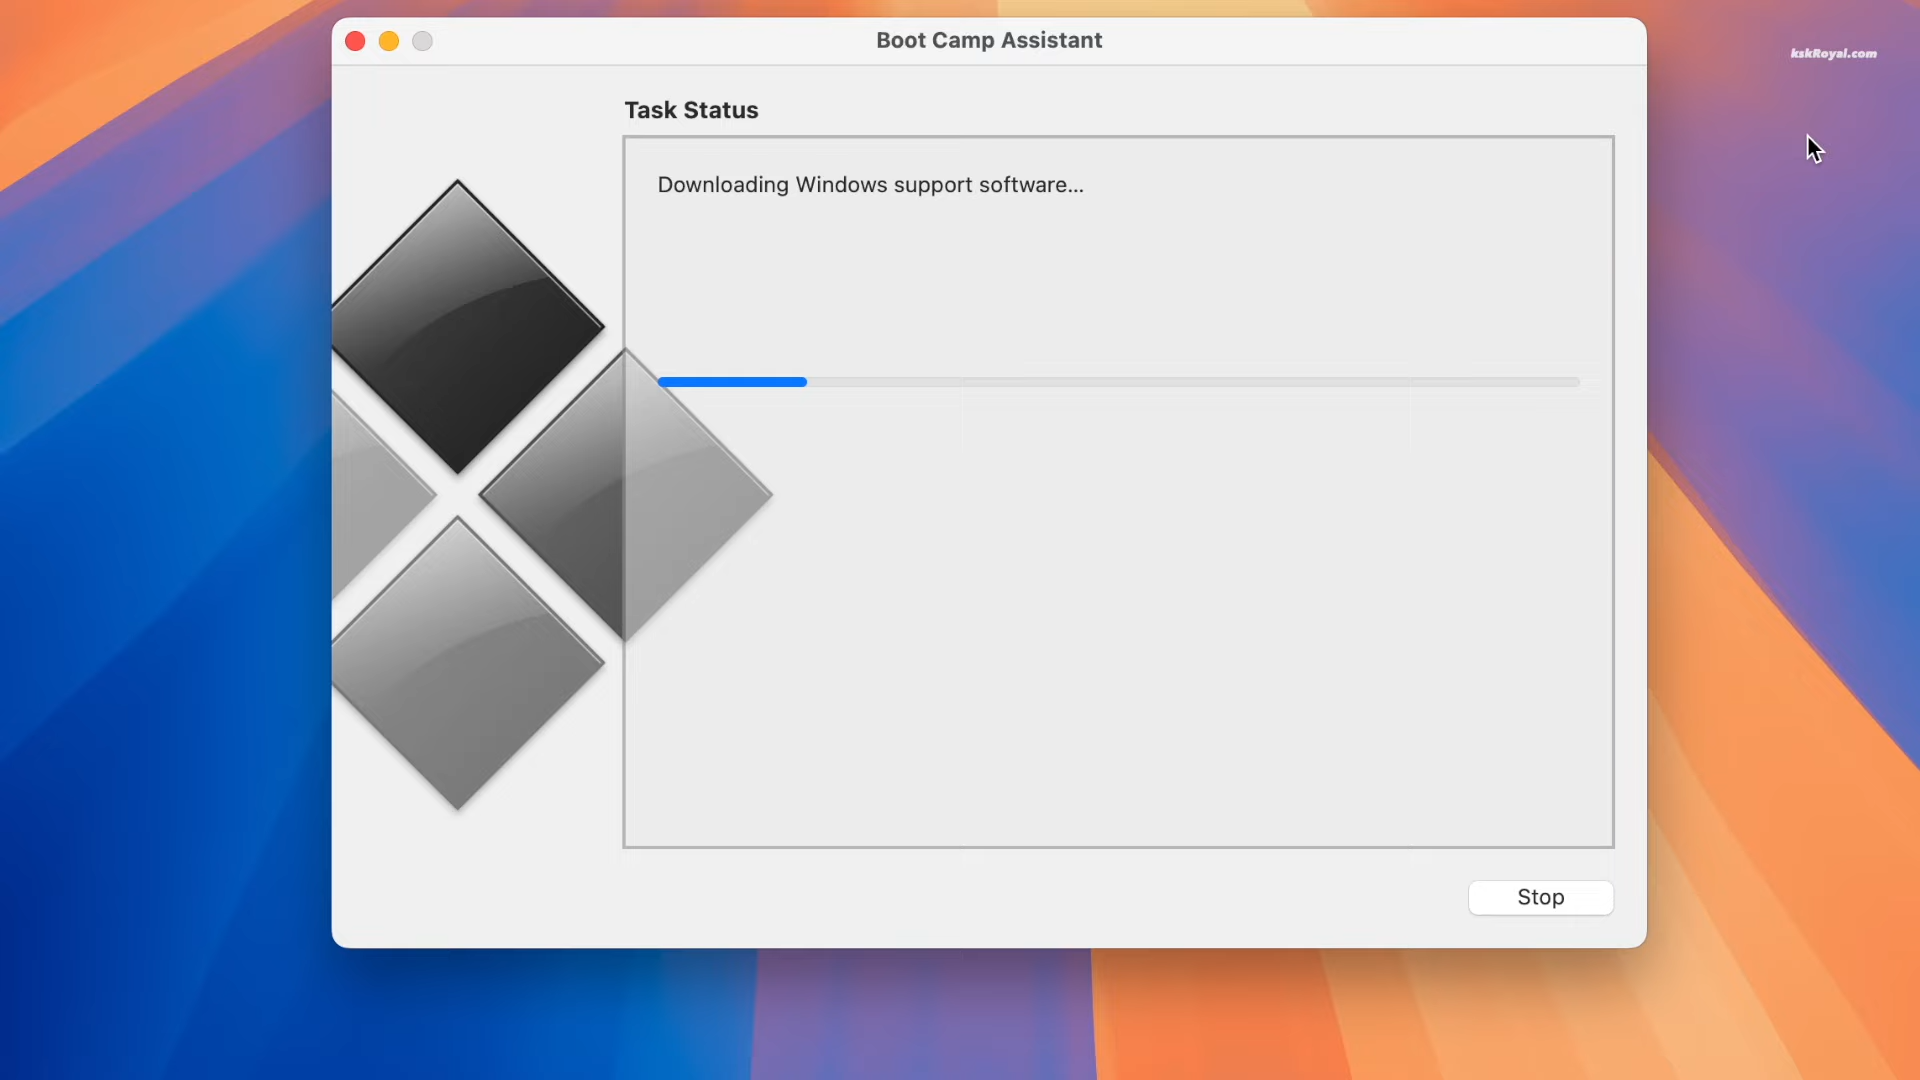 Boot Camp Assistant
kskRoyal.com
Task Status
Downloading Windows support software...
Stop